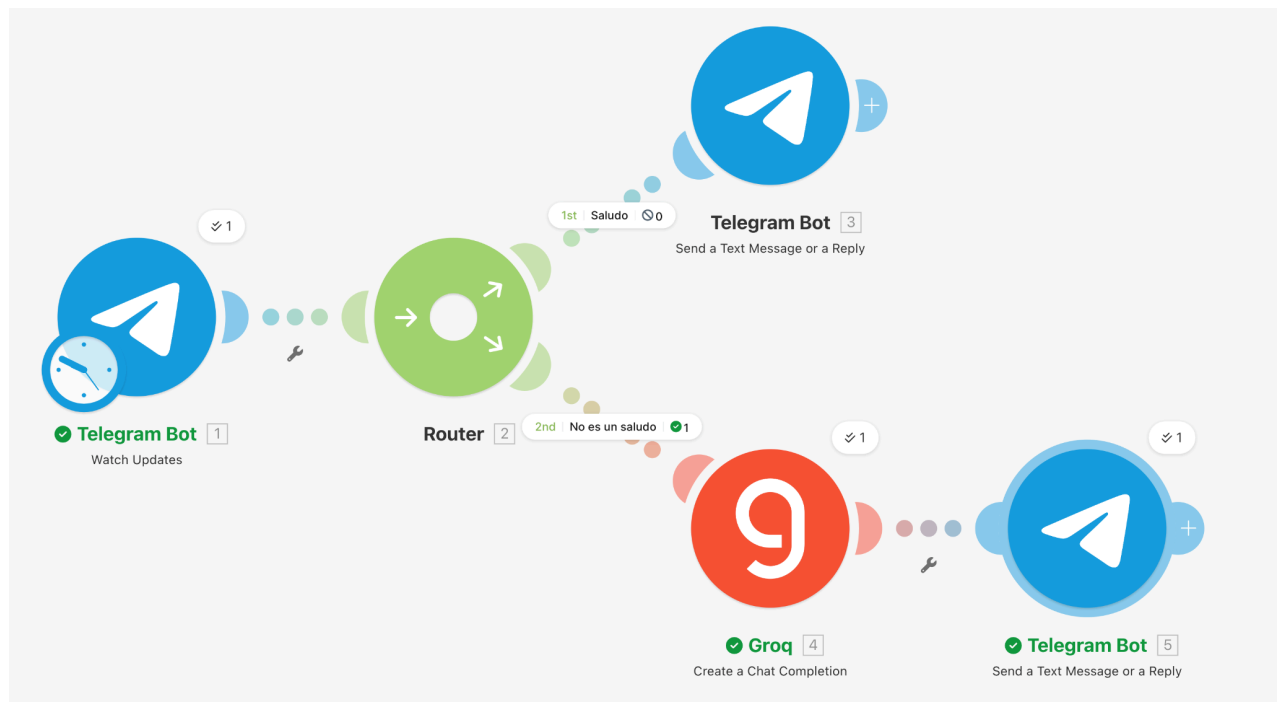 Telegram Bot 3
Send a Text Message or a Reply
1st Saludo 0
1
Telegram Bot 1
Watch Updates
Router 2
2nd No es un saludo 1
1
Groq 4
Create a Chat Completion
1
Telegram Bot 5
Send a Text Message or a Reply